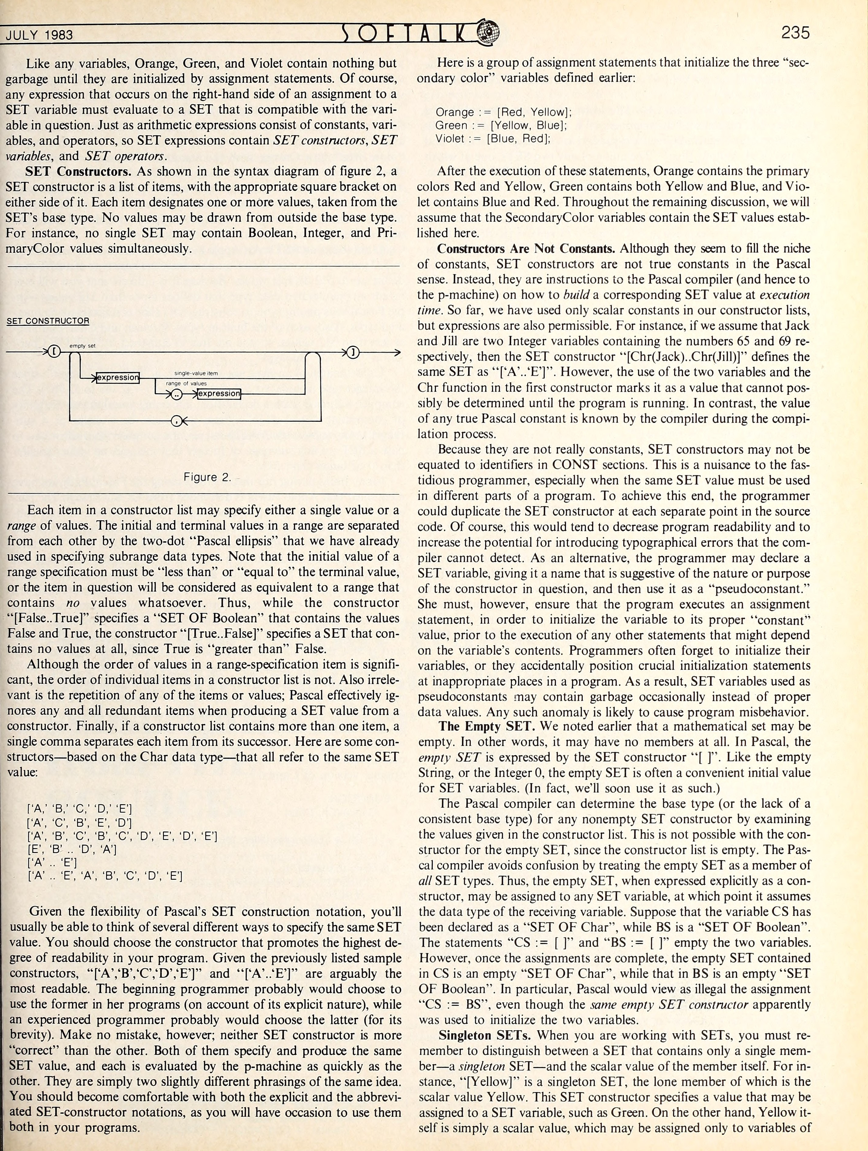 JULY 1983
SOFTALK
235
Like any variables, Orange, Green, and Violet contain nothing but
garbage until they are initialized by assignment statements. Of course,
any expression that occurs on the right-hand side of an assignment to a
SET variable must evaluate to a SET that is compatible with the vari-
able in question. Just as arithmetic expressions consist of constants, vari-
ables, and operators, so SET expressions contain SET constructors, SET
variables, and SET operators.
SET Constructors. As shown in the syntax diagram of figure 2, a
SET constructor is a list of items, with the appropriate square bracket on
either side of it. Each item designates one or more values, taken from the
SET's base type. No values may be drawn from outside the base type.
For instance, no single SET may contain Boolean, Integer, and Pri-
maryColor values simultaneously.
SET CONSTRUCTOR
empty set
[
expression
single-value item
range of values
..
expression
]
,
Figure 2.
Each item in a constructor list may specify either a single value or a
range of values. The initial and terminal values in a range are separated
from each other by the two-dot "Pascal ellipsis" that we have already
used in specifying subrange data types. Note that the initial value of a
range specification must be "less than" or "equal to" the terminal value,
or the item in question will be considered as equivalent to a range that
contains no values whatsoever. Thus, while the constructor
"[False..True]" specifies a "SET OF Boolean" that contains the values
False and True, the constructor "[True..False]" specifies a SET that con-
tains no values at all, since True is "greater than" False.
Although the order of values in a range-specification item is signifi-
cant, the order of individual items in a constructor list is not. Also irrele-
vant is the repetition of any of the items or values; Pascal effectively ig-
nores any and all redundant items when producing a SET value from a
constructor. Finally, if a constructor list contains more than one item, a
single comma separates each item from its successor. Here are some con-
structors—based on the Char data type—that all refer to the same SET
value:
['A,' 'B,' 'C,' 'D,' 'E']
['A', 'C', 'B', 'E', 'D']
['A', 'B', 'C', 'B', 'C', 'D', 'E', 'D', 'E']
[E', 'B' .. 'D', 'A']
['A' .. 'E']
['A' .. 'E', 'A', 'B', 'C', 'D', 'E']
Given the flexibility of Pascal's SET construction notation, you'll
usually be able to think of several different ways to specify the same SET
value. You should choose the constructor that promotes the highest de-
gree of readability in your program. Given the previously listed sample
constructors, "['A','B','C','D','E']" and "['A'..'E']" are arguably the
most readable. The beginning programmer probably would choose to
use the former in her programs (on account of its explicit nature), while
an experienced programmer probably would choose the latter (for its
brevity). Make no mistake, however; neither SET constructor is more
"correct" than the other. Both of them specify and produce the same
SET value, and each is evaluated by the p-machine as quickly as the
other. They are simply two slightly different phrasings of the same idea.
You should become comfortable with both the explicit and the abbrevi-
ated SET-constructor notations, as you will have occasion to use them
both in your programs.
Here is a group of assignment statements that initialize the three "sec-
ondary color" variables defined earlier:
Orange := [Red, Yellow];
Green := [Yellow, Blue];
Violet := [Blue, Red];
After the execution of these statements, Orange contains the primary
colors Red and Yellow, Green contains both Yellow and Blue, and Vio-
let contains Blue and Red. Throughout the remaining discussion, we will
assume that the SecondaryColor variables contain the SET values estab-
lished here.
Constructors Are Not Constants. Although they seem to fill the niche
of constants, SET constructors are not true constants in the Pascal
sense. Instead, they are instructions to the Pascal compiler (and hence to
the p-machine) on how to build a corresponding SET value at execution
time. So far, we have used only scalar constants in our constructor lists,
but expressions are also permissible. For instance, if we assume that Jack
and Jill are two Integer variables containing the numbers 65 and 69 re-
spectively, then the SET constructor "[Chr(Jack)..Chr(Jill)]" defines the
same SET as "['A'..'E']". However, the use of the two variables and the
Chr function in the first constructor marks it as a value that cannot pos-
sibly be determined until the program is running. In contrast, the value
of any true Pascal constant is known by the compiler during the compi-
lation process.
Because they are not really constants, SET constructors may not be
equated to identifiers in CONST sections. This is a nuisance to the fas-
tidious programmer, especially when the same SET value must be used
in different parts of a program. To achieve this end, the programmer
could duplicate the SET constructor at each separate point in the source
code. Of course, this would tend to decrease program readability and to
increase the potential for introducing typographical errors that the com-
piler cannot detect. As an alternative, the programmer may declare a
SET variable, giving it a name that is suggestive of the nature or purpose
of the constructor in question, and then use it as a "pseudoconstant."
She must, however, ensure that the program executes an assignment
statement, in order to initialize the variable to its proper "constant"
value, prior to the execution of any other statements that might depend
on the variable's contents. Programmers often forget to initialize their
variables, or they accidentally position crucial initialization statements
at inappropriate places in a program. As a result, SET variables used as
pseudoconstants may contain garbage occasionally instead of proper
data values. Any such anomaly is likely to cause program misbehavior.
The Empty SET. We noted earlier that a mathematical set may be
empty. In other words, it may have no members at all. In Pascal, the
empty SET is expressed by the SET constructor "[ ]". Like the empty
String, or the Integer 0, the empty SET is often a convenient initial value
for SET variables. (In fact, we'll soon use it as such.)
The Pascal compiler can determine the base type (or the lack of a
consistent base type) for any nonempty SET constructor by examining
the values given in the constructor list. This is not possible with the con-
structor for the empty SET, since the constructor list is empty. The Pas-
cal compiler avoids confusion by treating the empty SET as a member of
all SET types. Thus, the empty SET, when expressed explicitly as a con-
structor, may be assigned to any SET variable, at which point it assumes
the data type of the receiving variable. Suppose that the variable CS has
been declared as a "SET OF Char", while BS is a "SET OF Boolean".
The statements "CS := [ ]" and "BS := [ ]" empty the two variables.
However, once the assignments are complete, the empty SET contained
in CS is an empty "SET OF Char", while that in BS is an empty "SET
OF Boolean". In particular, Pascal would view as illegal the assignment
"CS := BS", even though the same empty SET constructor apparently
was used to initialize the two variables.
Singleton SETs. When you are working with SETs, you must re-
member to distinguish between a SET that contains only a single mem-
ber—a singleton SET—and the scalar value of the member itself. For in-
stance, "[Yellow]" is a singleton SET, the lone member of which is the
scalar value Yellow. This SET constructor specifies a value that may be
assigned to a SET variable, such as Green. On the other hand, Yellow it-
self is simply a scalar value, which may be assigned only to variables of